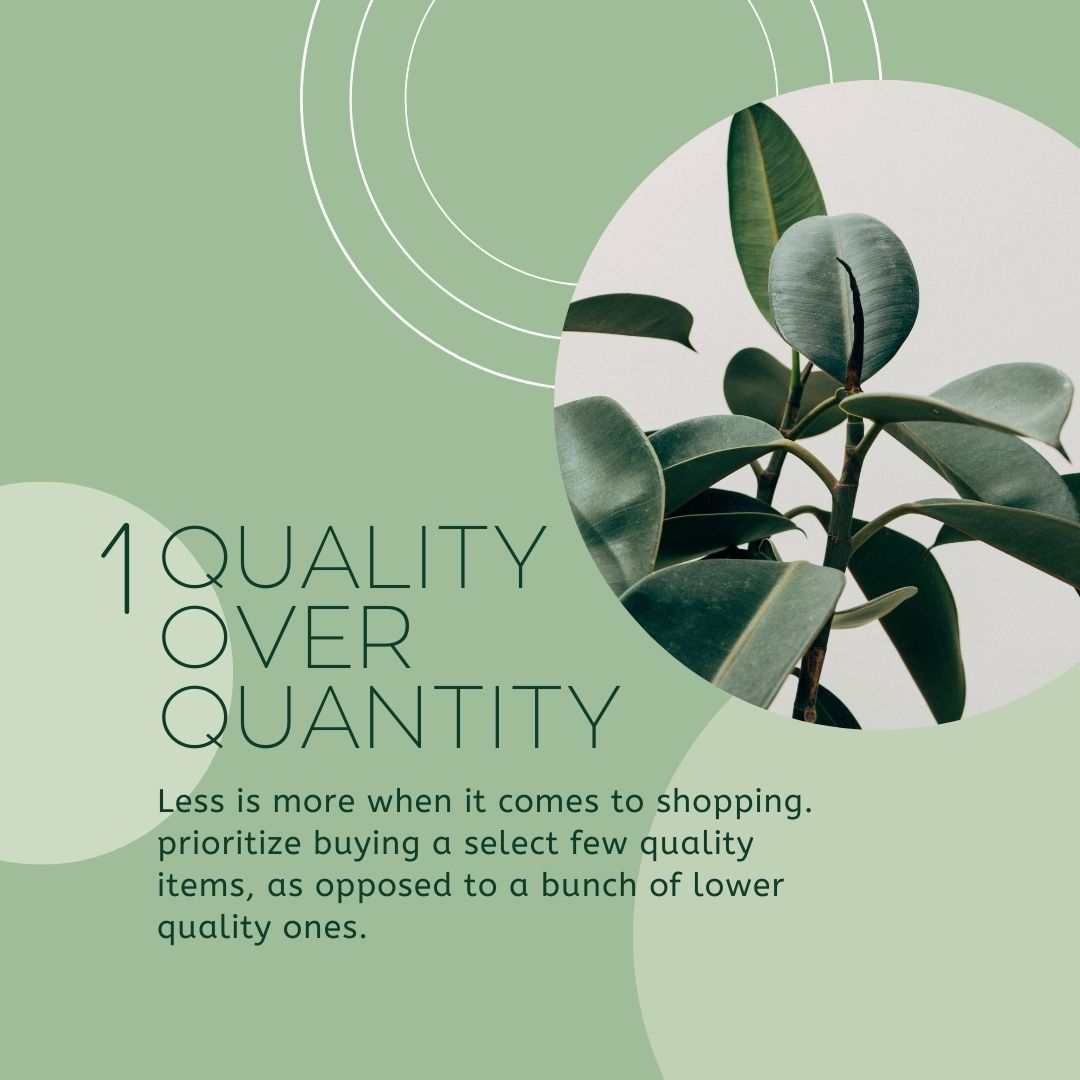 1 QUALITY
OVER
QUANTITY
Less is more when it comes to shopping.
prioritize buying a select few quality
items, as opposed to a bunch of lower
quality ones.